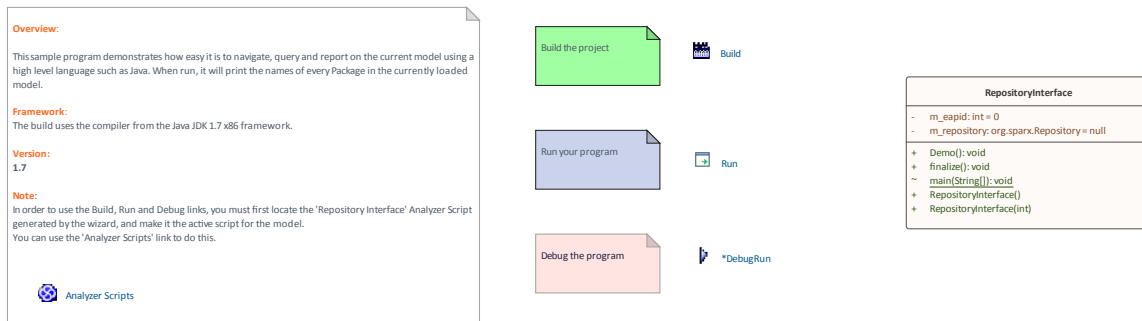 Overview:
This sample program demonstrates how easy it is to navigate, query and report on the current model using a
high level language such as Java. When run, it will print the names of every Package in the currently loaded
model.
Framework:
The build uses the compiler from the Java JDK 1.7 x86 framework.
Version:
1.7
Note:
In order to use the Build, Run and Debug links, you must first locate the 'Repository Interface' Analyzer Script
generated by the wizard, and make it the active script for the model.
You can use the 'Analyzer Scripts' link to do this.
Analyzer Scripts
Build the project
Build
Run your program
Run
Debug the program
*DebugRun
RepositoryInterface
- m_eapid: int = 0
- m_repository: org.sparx.Repository = null
+ Demo(): void
+ finalize(): void
~ main(String[]): void
+ RepositoryInterface()
+ RepositoryInterface(int)